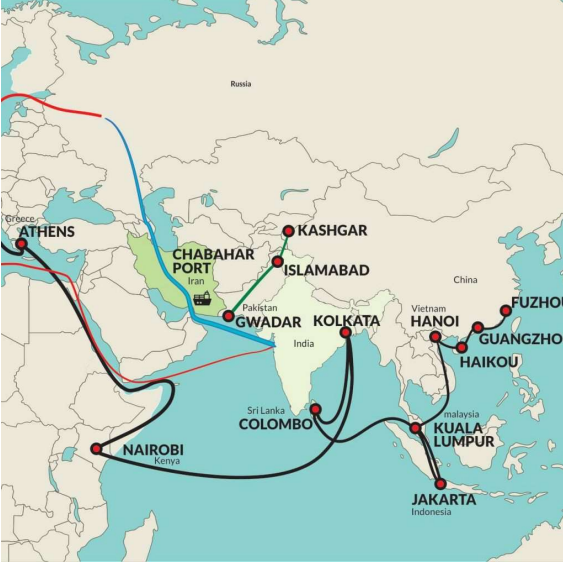 Russia
Greece
ATHENS
KASHGAR
CHABAHAR
PORT
Iran
ISLAMABAD
China
Pakistan
GWADAR
KOLKATA
India
Vietnam
HANOI
FUZHOU
GUANGZHO
HAIKOU
Sri Lanka
COLOMBO
malaysia
KUALA
LUMPUR
NAIROBI
Kenya
JAKARTA
Indonesia